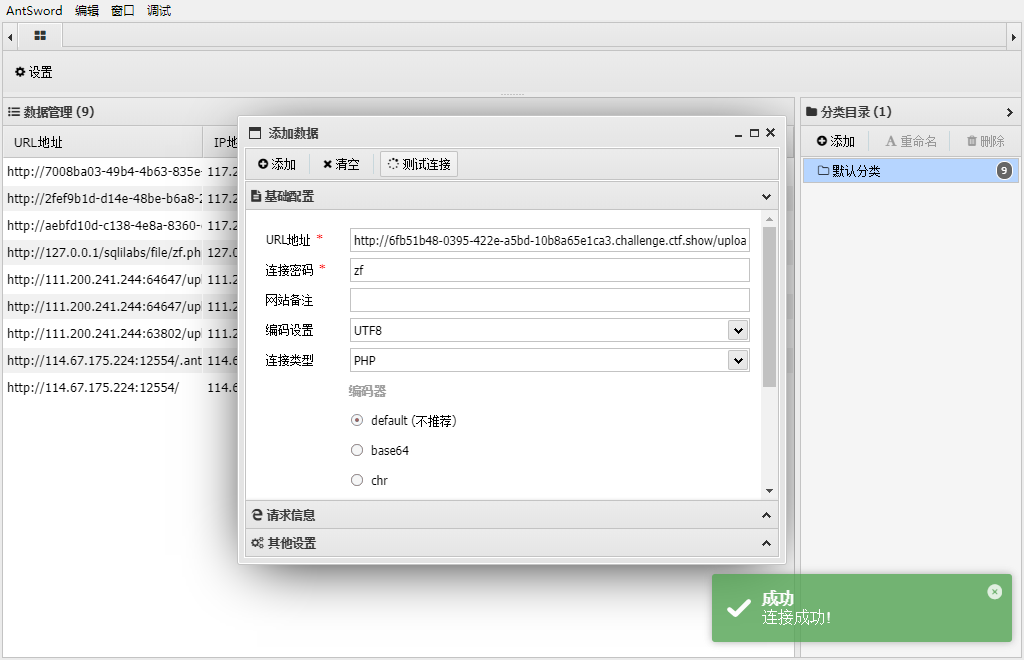 AntSword 编辑 窗口 调试
设置
数据管理 (9)
URL地址 IP地
http://7008ba03-49b4-4b63-835e- 117.2
http://2fef9b1d-d14e-48be-b6a8-2 117.2
http://aebfd10d-c138-4e8a-8360- 117.2
http://127.0.0.1/sqlilabs/file/zf.ph 127.0
http://111.200.241.244:64647/upl 111.2
http://111.200.241.244:64647/upl 111.2
http://111.200.241.244:63802/upl 111.2
http://114.67.175.224:12554/.ant 114.6
http://114.67.175.224:12554/ 114.6
添加数据
添加 清空 测试连接
基础配置
URL地址 * http://6fb51b48-0395-422e-a5bd-10b8a65e1ca3.challenge.ctf.show/uploa
连接密码 * zf
网站备注
编码设置 UTF8
连接类型 PHP
编码器
default (不推荐)
base64
chr
请求信息
其他设置
分类目录 (1)
添加 重命名 删除
默认分类 9
成功
连接成功!